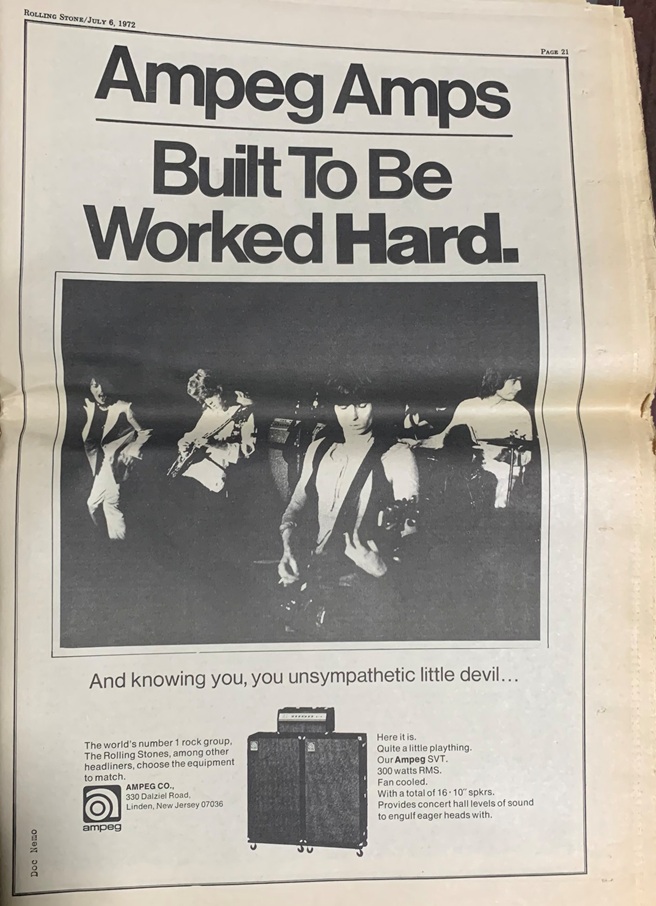 ROLLING STONE/JULY 6, 1972
PAGE 21
Ampeg Amps
Built To Be
Worked Hard.
And knowing you, you unsympathetic little devil...
The world's number 1 rock group,
The Rolling Stones, among other
headliners, choose the equipment
to match.
AMPEG CO.,
330 Dalziel Road,
Linden, New Jersey 07036
ampeg
Here it is.
Quite a little plaything.
Our Ampeg SVT.
300 watts RMS.
Fan cooled.
With a total of 16 - 10" spkrs.
Provides concert hall levels of sound
to engulf eager heads with.
Doc Nemo